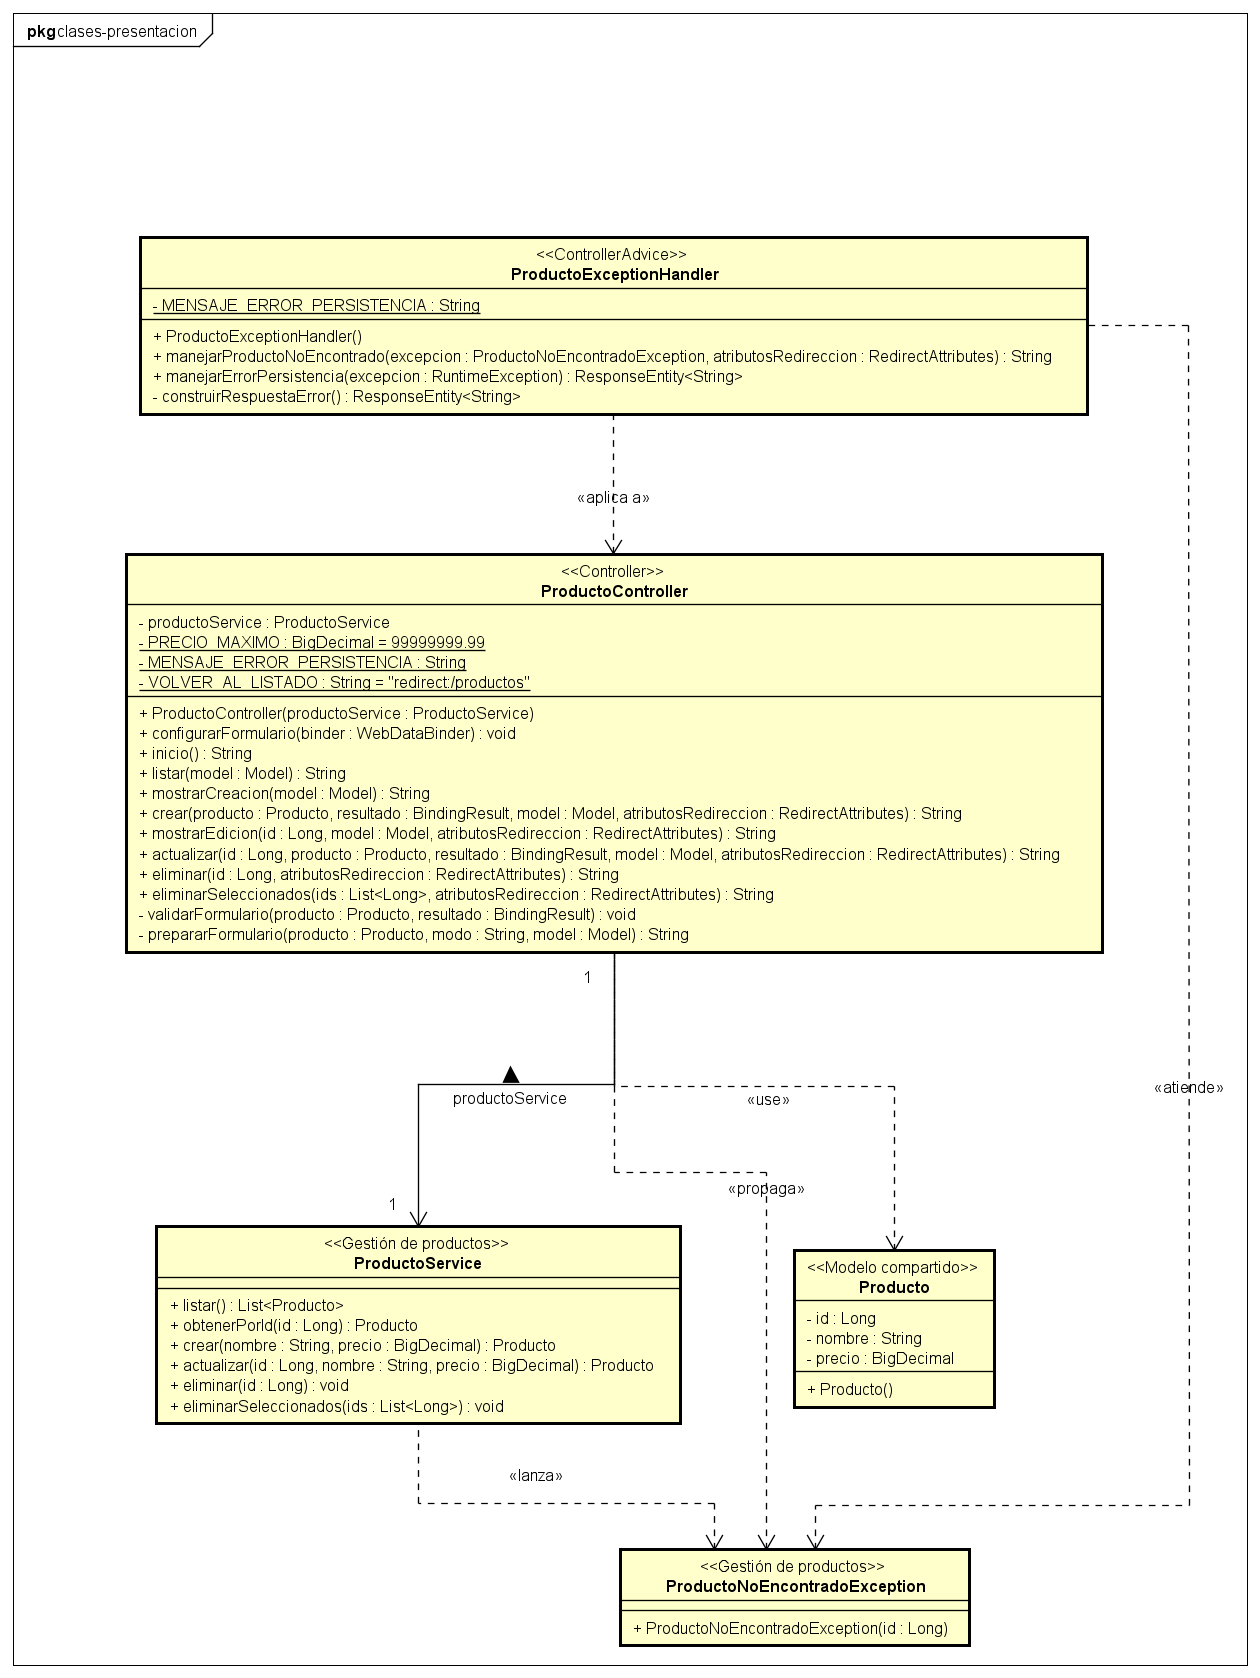 pkg clases-presentacion
<<ControllerAdvice>>
ProductoExceptionHandler
- MENSAJE_ERROR_PERSISTENCIA : String
+ ProductoExceptionHandler()
+ manejarProductoNoEncontrado(excepcion : ProductoNoEncontradoException, atributosRedireccion : RedirectAttributes) : String
+ manejarErrorPersistencia(excepcion : RuntimeException) : ResponseEntity<String>
- construirRespuestaError() : ResponseEntity<String>
«aplica a»
<<Controller>>
ProductoController
- productoService : ProductoService
- PRECIO_MAXIMO : BigDecimal = 99999999.99
- MENSAJE_ERROR_PERSISTENCIA : String
- VOLVER_AL_LISTADO : String = "redirect:/productos"
+ ProductoController(productoService : ProductoService)
+ configurarFormulario(binder : WebDataBinder) : void
+ inicio() : String
+ listar(model : Model) : String
+ mostrarCreacion(model : Model) : String
+ crear(producto : Producto, resultado : BindingResult, model : Model, atributosRedireccion : RedirectAttributes) : String
+ mostrarEdicion(id : Long, model : Model, atributosRedireccion : RedirectAttributes) : String
+ actualizar(id : Long, producto : Producto, resultado : BindingResult, model : Model, atributosRedireccion : RedirectAttributes) : String
+ eliminar(id : Long, atributosRedireccion : RedirectAttributes) : String
+ eliminarSeleccionados(ids : List<Long>, atributosRedireccion : RedirectAttributes) : String
- validarFormulario(producto : Producto, resultado : BindingResult) : void
- prepararFormulario(producto : Producto, modo : String, model : Model) : String
1
productoService
«use»
«atiende»
«propaga»
1
<<Gestión de productos>>
ProductoService
+ listar() : List<Producto>
+ obtenerPorId(id : Long) : Producto
+ crear(nombre : String, precio : BigDecimal) : Producto
+ actualizar(id : Long, nombre : String, precio : BigDecimal) : Producto
+ eliminar(id : Long) : void
+ eliminarSeleccionados(ids : List<Long>) : void
<<Modelo compartido>>
Producto
- id : Long
- nombre : String
- precio : BigDecimal
+ Producto()
«lanza»
<<Gestión de productos>>
ProductoNoEncontradoException
+ ProductoNoEncontradoException(id : Long)